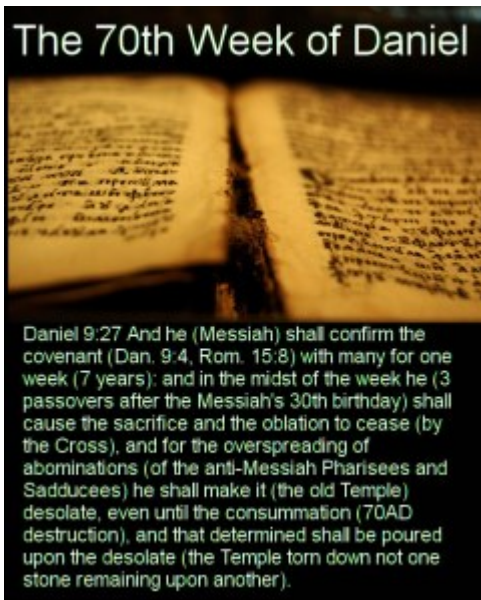 The 70th Week of Daniel
Daniel 9:27 And he (Messiah) shall confirm the
covenant (Dan. 9:4, Rom. 15:8) with many for one
week (7 years): and in the midst of the week he (3
passovers after the Messiah's 30th birthday) shall
cause the sacrifice and the oblation to cease (by
the Cross), and for the overspreading of
abominations (of the anti-Messiah Pharisees and
Sadducees) he shall make it (the old Temple)
desolate, even until the consummation (70AD
destruction), and that determined shall be poured
upon the desolate (the Temple torn down not one
stone remaining upon another).